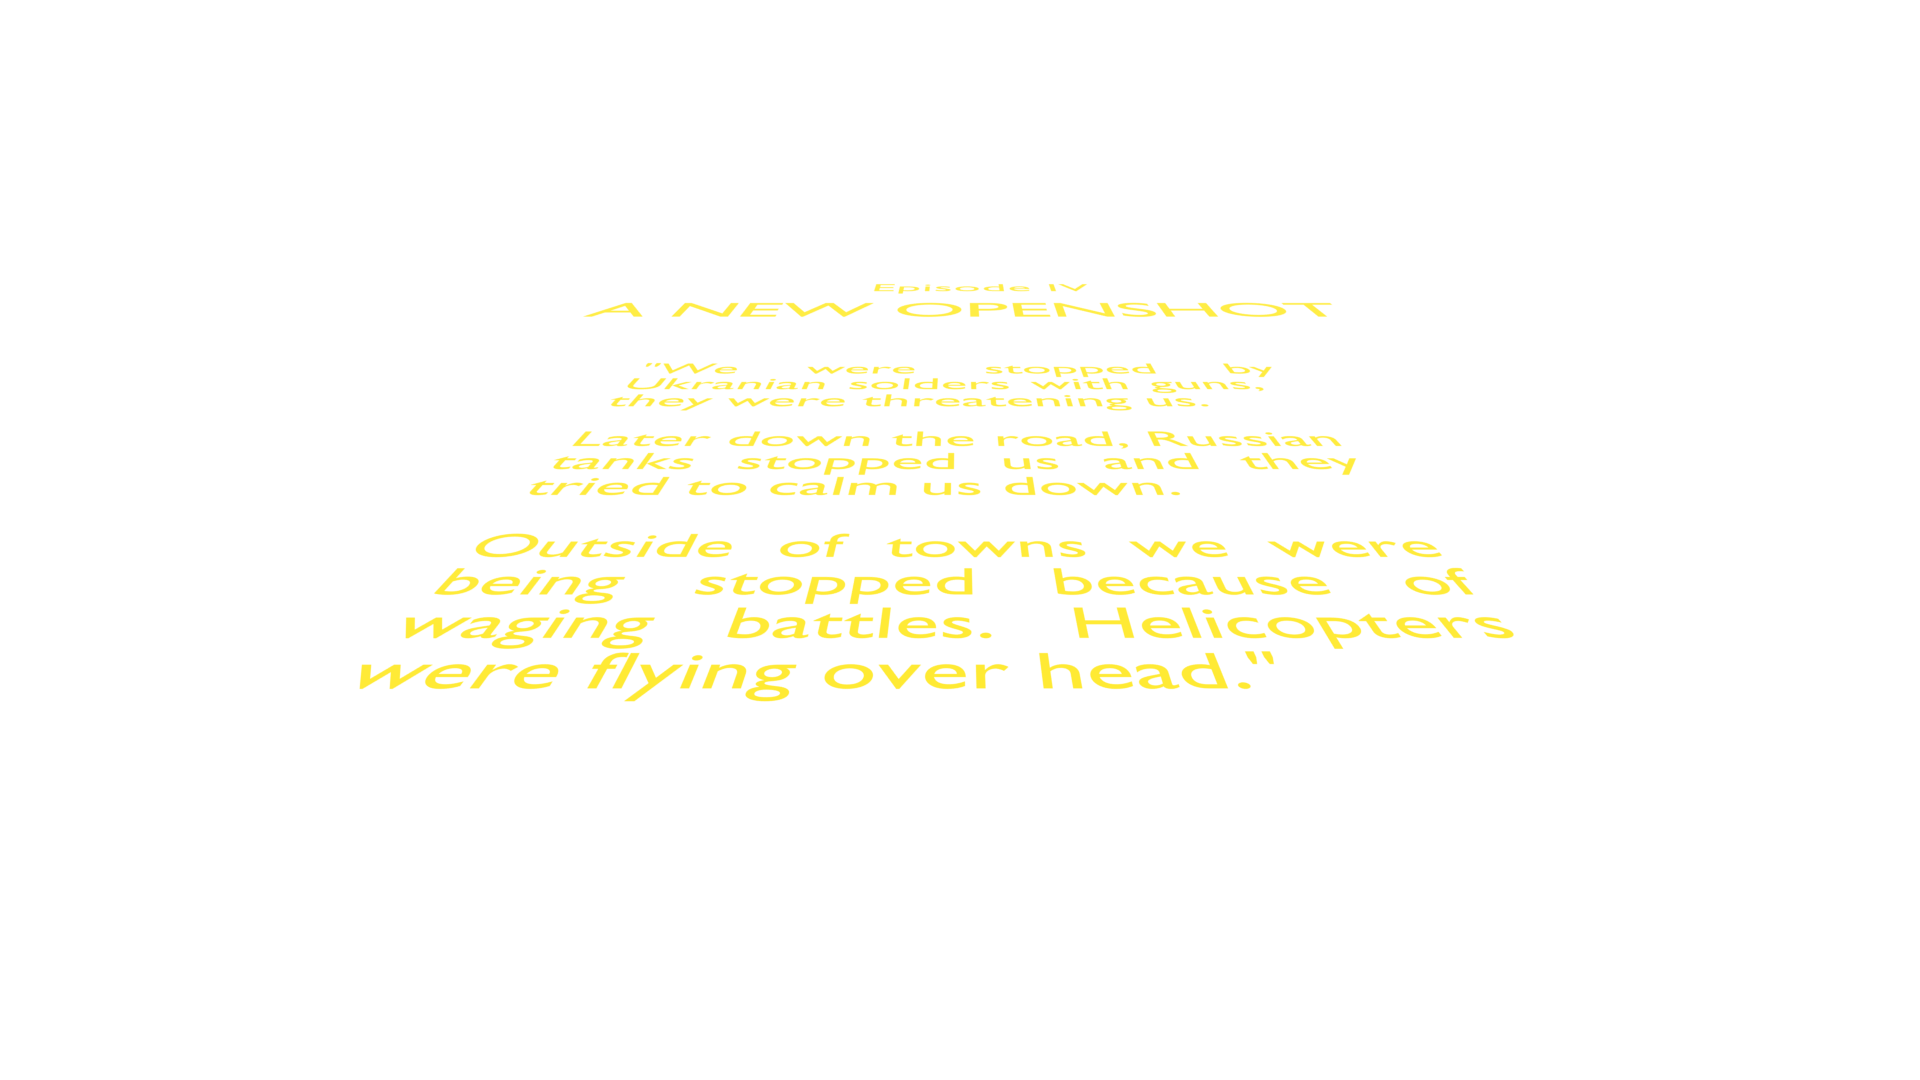 Episode IV
A NEW OPENSHOT
"We were stopped by
Ukranian solders with guns,
they were threatening us.
Later down the road, Russian
tanks stopped us and they
tried to calm us down.
Outside of towns we were
being stopped because of
waging battles. Helicopters
were flying over head."